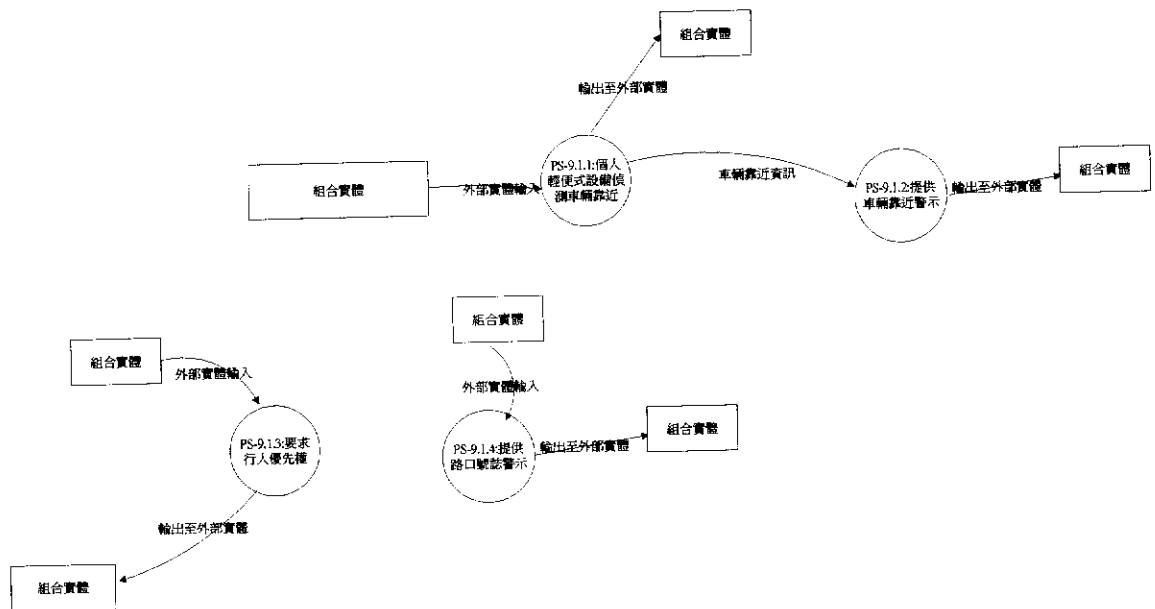 組合實體
輸出至外部實體
PS-9.1.1:個人
輕便式設備偵
測車輛靠近
組合實體
外部實體輸入
車輛靠近資訊
PS-9.1.2:提供
車輛靠近警示
輸出至外部實體
組合實體
組合實體
外部實體輸入
PS-9.1.3:要求
行人優先權
輸出至外部實體
組合實體
組合實體
外部實體輸入
PS-9.1.4:提供
路口號誌警示
輸出至外部實體
組合實體